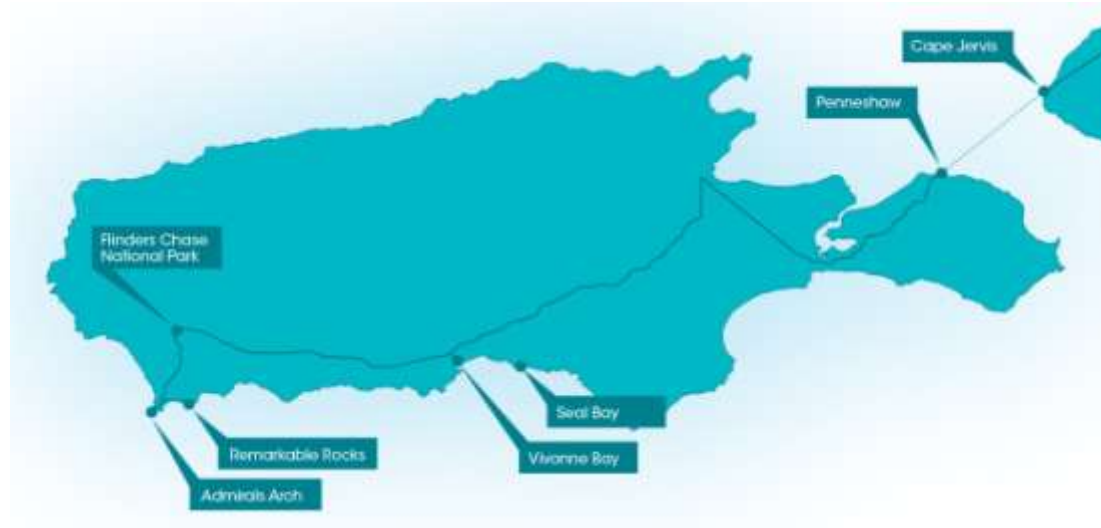 Cape Jervis
Penneshaw
Flinders Chase
National Park
Seal Bay
Remarkable Rocks
Vivonne Bay
Admirals Arch